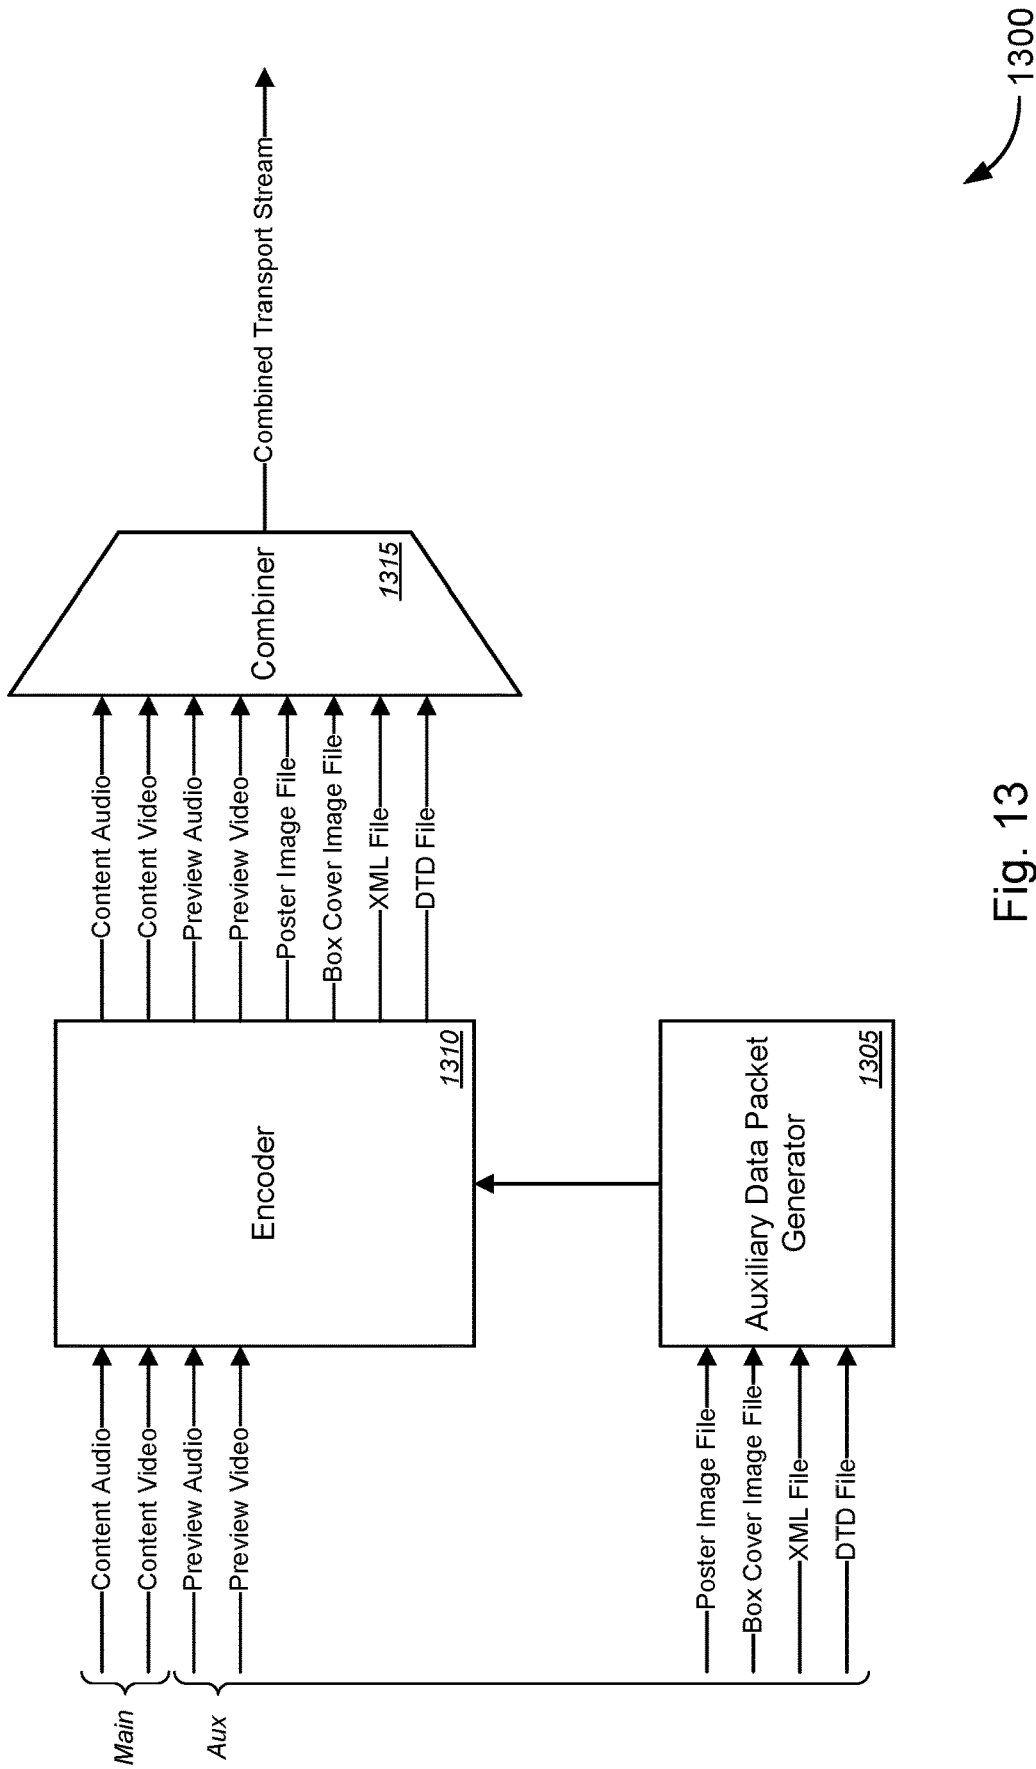 Main
Aux
Content Audio
Content Video
Preview Audio
Preview Video
Poster Image File
Box Cover Image File
XML File
DTD File
Encoder
1310
Auxiliary Data Packet
Generator
1305
Content Audio
Content Video
Preview Audio
Preview Video
Poster Image File
Box Cover Image File
XML File
DTD File
Combiner
1315
Combined Transport Stream
Fig. 13
1300